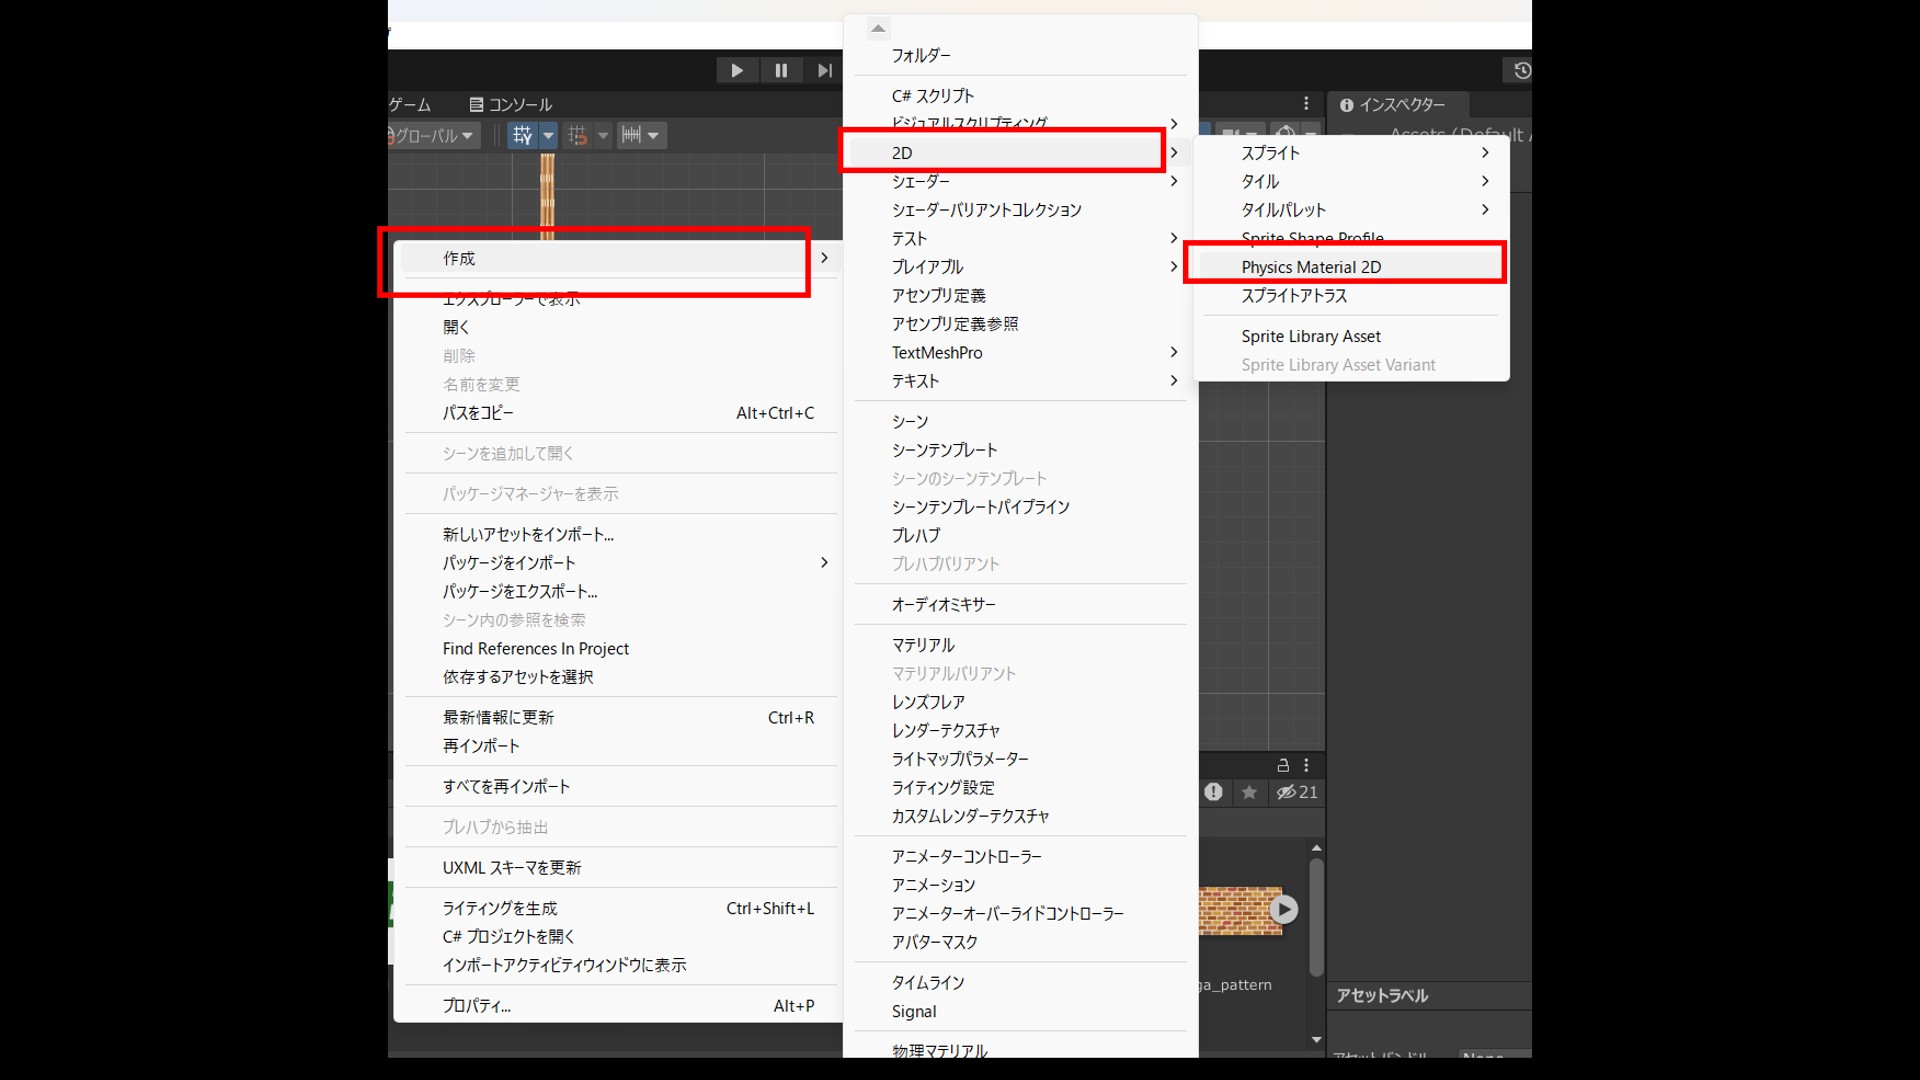 ゲーム
コンソール
グローバル
インスペクター
Assets (Default A
作成
エクスプローラーで表示
開く
削除
名前を変更
パスをコピー Alt+Ctrl+C
シーンを追加して開く
パッケージマネージャーを表示
新しいアセットをインポート...
パッケージをインポート
パッケージをエクスポート...
シーン内の参照を検索
Find References In Project
依存するアセットを選択
最新情報に更新 Ctrl+R
再インポート
すべてを再インポート
プレハブから抽出
UXML スキーマを更新
ライティングを生成 Ctrl+Shift+L
C# プロジェクトを開く
インポートアクティビティウィンドウに表示
プロパティ... Alt+P
フォルダー
C# スクリプト
ビジュアルスクリプティング
2D
シェーダー
シェーダーバリアントコレクション
テスト
プレイアブル
アセンブリ定義
アセンブリ定義参照
TextMeshPro
テキスト
シーン
シーンテンプレート
シーンのシーンテンプレート
シーンテンプレートパイプライン
プレハブ
プレハブバリアント
オーディオミキサー
マテリアル
マテリアルバリアント
レンズフレア
レンダーテクスチャ
ライトマップパラメーター
ライティング設定
カスタムレンダーテクスチャ
アニメーターコントローラー
アニメーション
アニメーターオーバーライドコントローラー
アバターマスク
タイムライン
Signal
物理マテリアル
スプライト
タイル
タイルパレット
Sprite Shape Profile
Physics Material 2D
スプライトアトラス
Sprite Library Asset
Sprite Library Asset Variant
21
ga_pattern
アセットラベル
アセットバンドル None